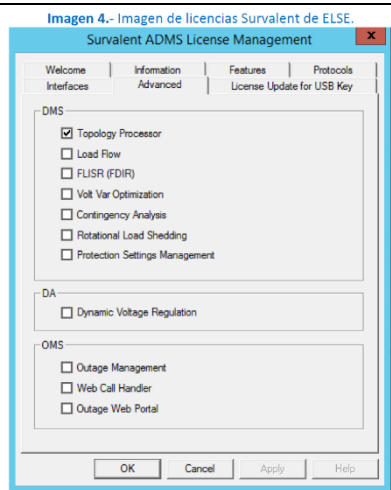 Imagen 4.- Imagen de licencias Survalent de ELSE.
Survalent ADMS License Management
x
Welcome Information Features Protocols
Interfaces Advanced License Update for USB Key
DMS
Topology Processor
Load Flow
FLISR (FDIR)
Volt Var Optimization
Contingency Analysis
Rotational Load Shedding
Protection Settings Management
DA
Dynamic Voltage Regulation
OMS
Outage Management
Web Call Handler
Outage Web Portal
OK Cancel Apply Help